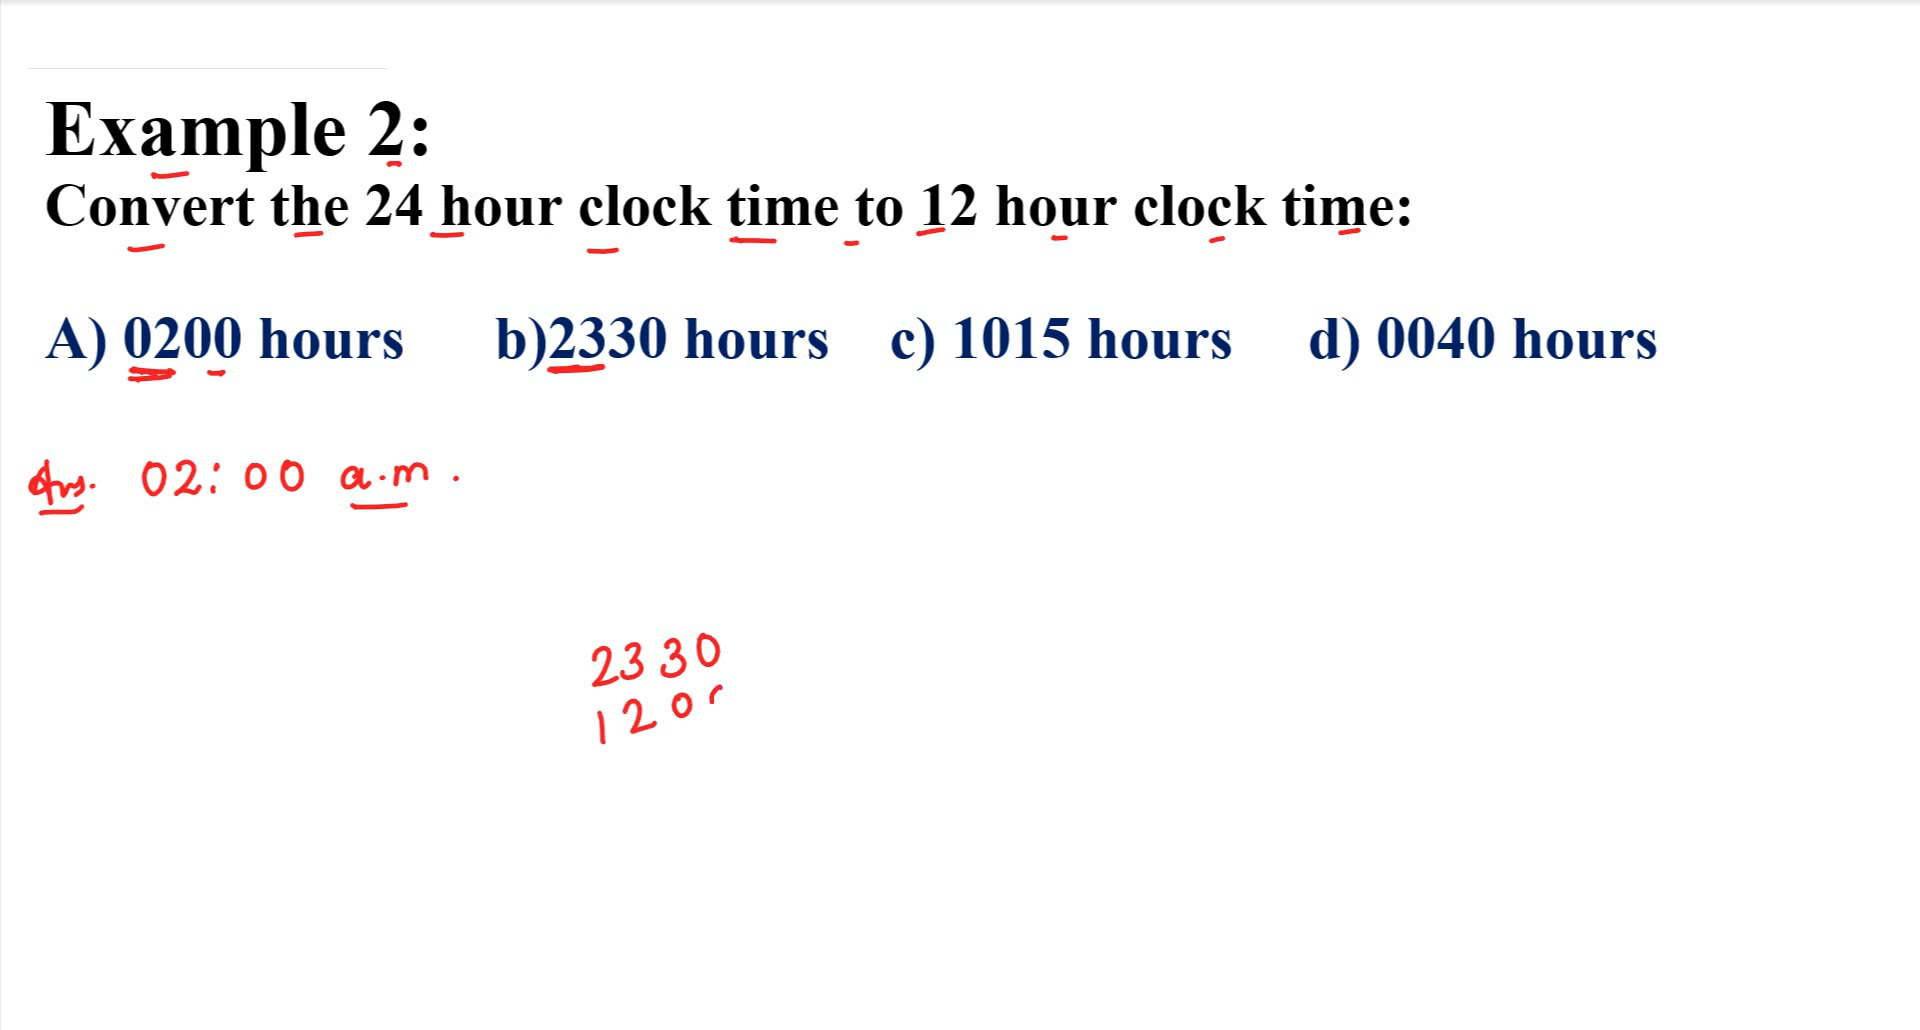 Example 2:
Convert the 24 hour clock time to 12 hour clock time:
A) 0200 hours b)2330 hours c) 1015 hours d) 0040 hours
Ans. 02:00 a.m.
2330
120